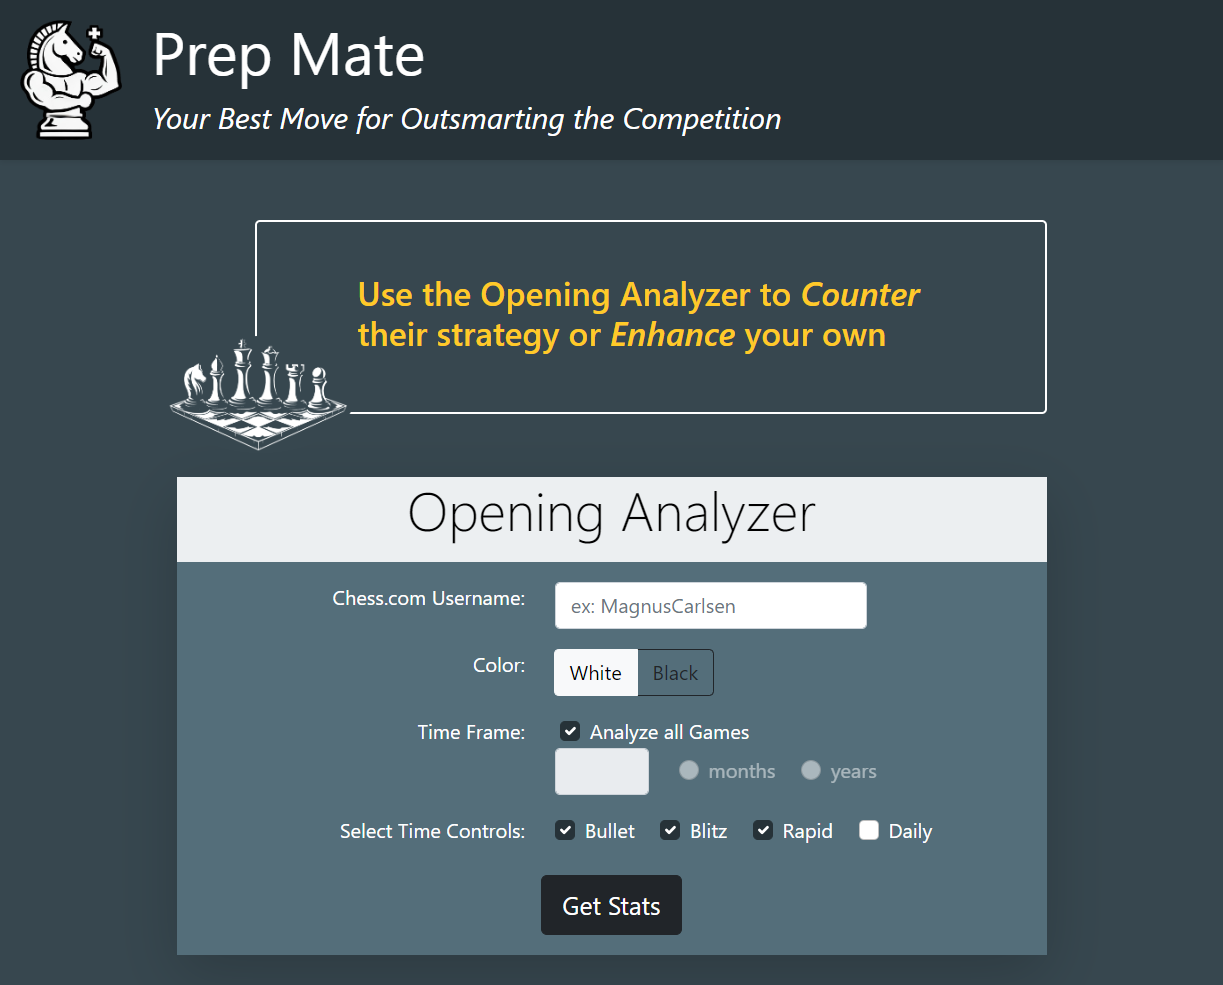 Prep Mate
Your Best Move for Outsmarting the Competition
Use the Opening Analyzer to Counter
their strategy or Enhance your own
Opening Analyzer
Chess.com Username: ex: MagnusCarlsen
Color: White Black
Time Frame: Analyze all Games
months years
Select Time Controls: Bullet Blitz Rapid Daily
Get Stats